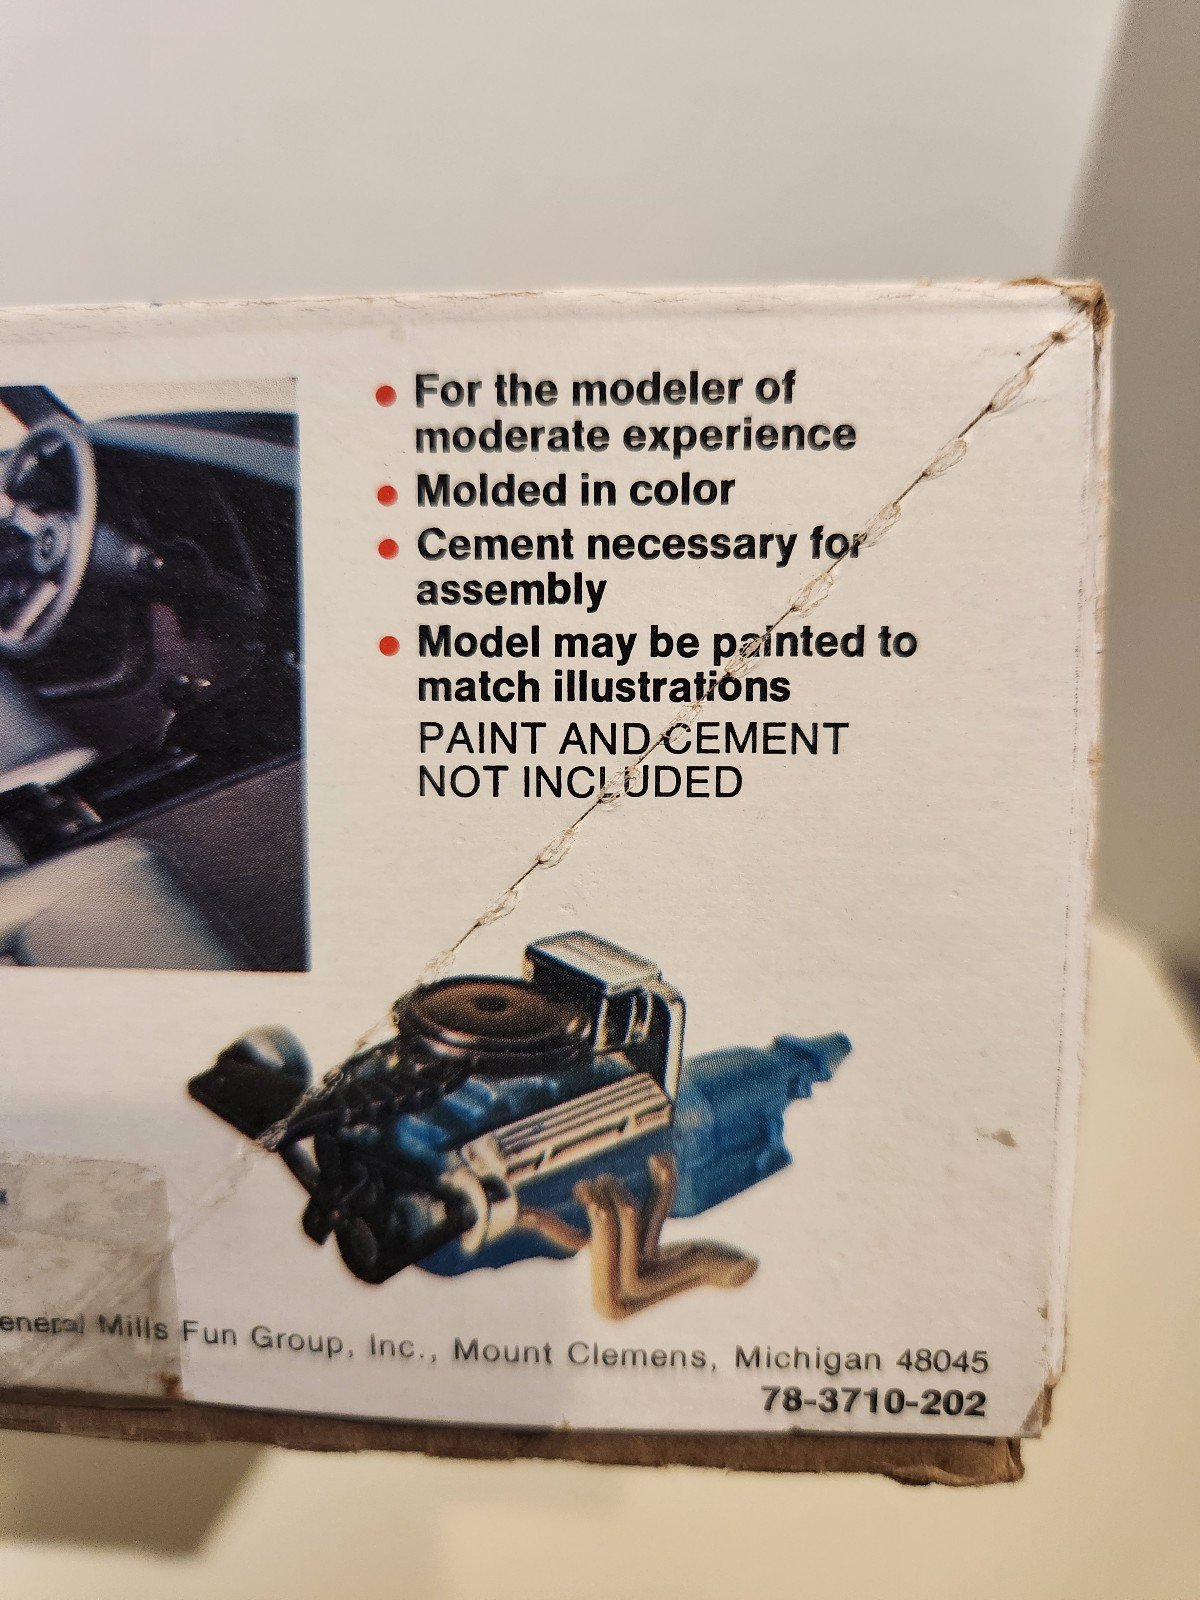 For the modeler of
moderate experience
Molded in color
Cement necessary for
assembly
Model may be painted to
match illustrations
PAINT AND CEMENT
NOT INCLUDED
eneral Mills Fun Group, Inc., Mount Clemens, Michigan 48045
78-3710-202